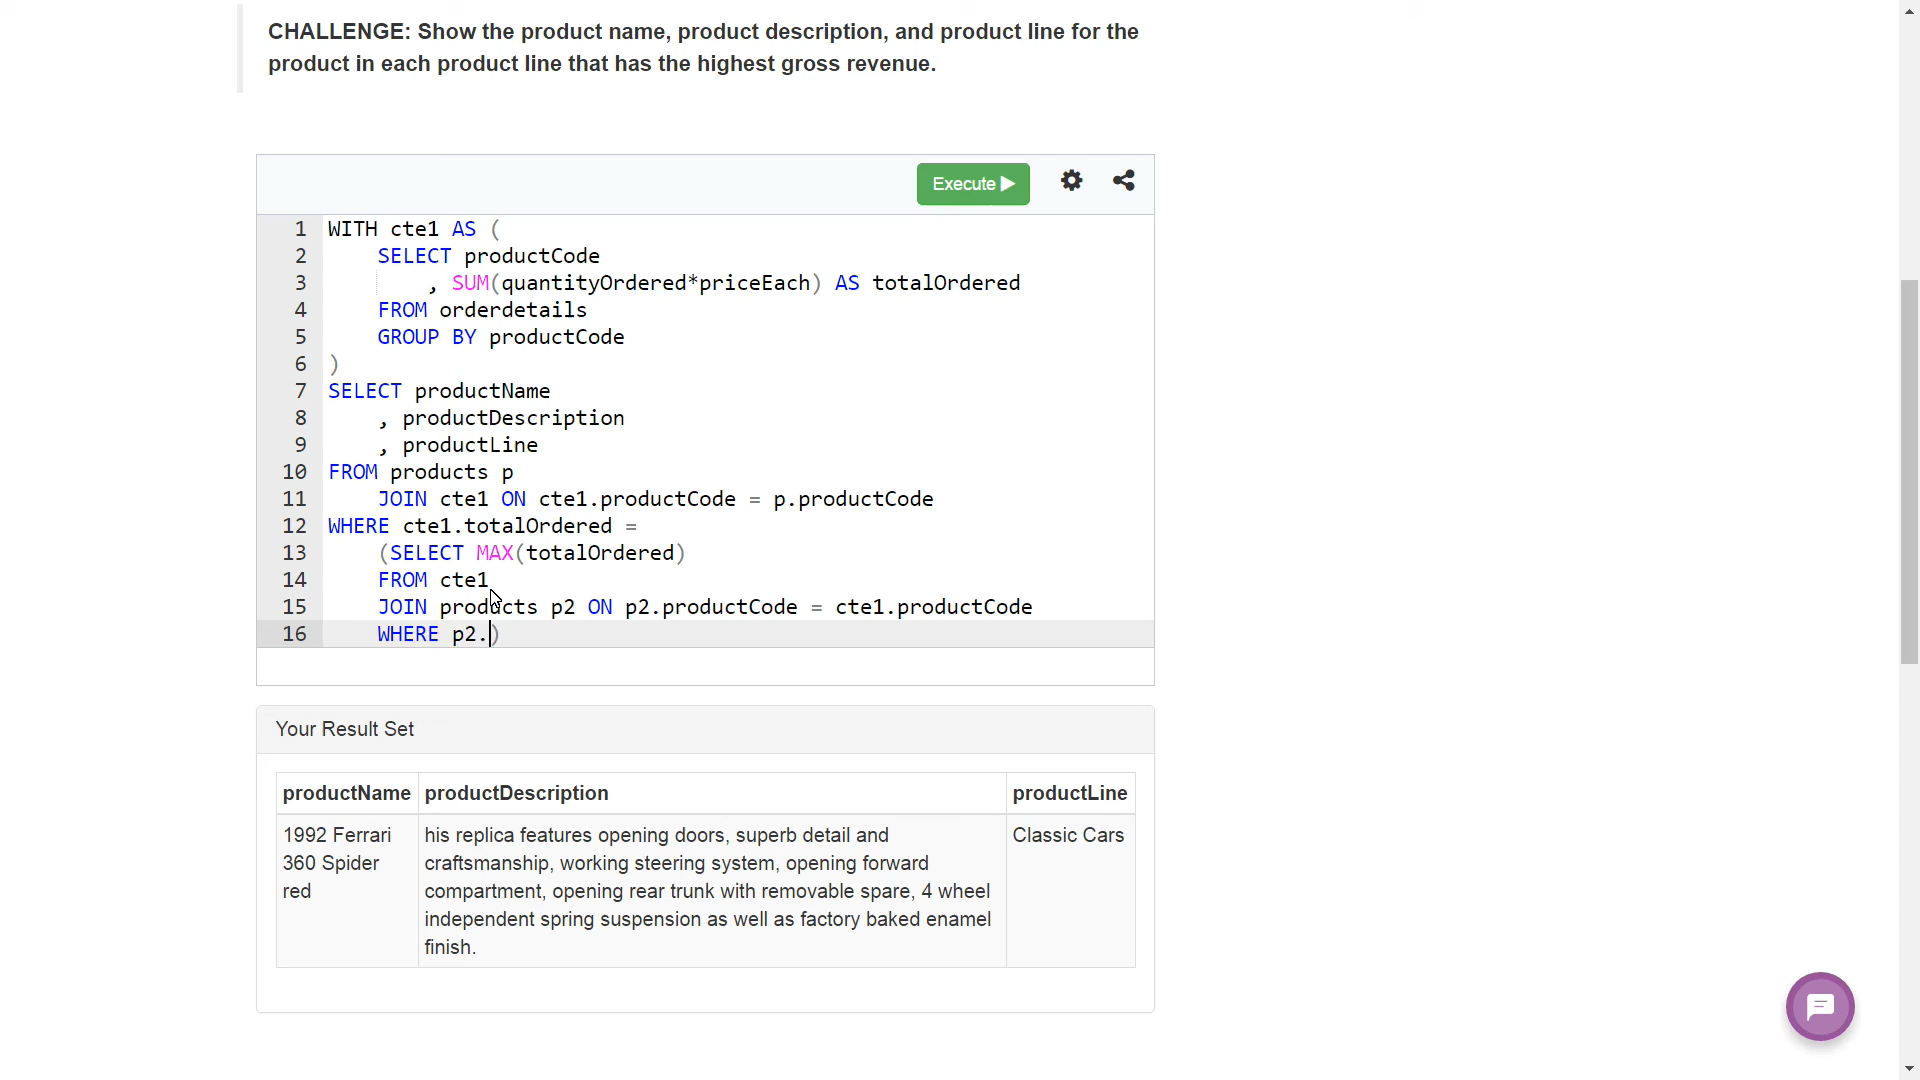 CHALLENGE: Show the product name, product description, and product line for the
product in each product line that has the highest gross revenue.
Execute
1 WITH cte1 AS (
2 SELECT productCode
3 , SUM(quantityOrdered*priceEach) AS totalOrdered
4 FROM orderdetails
5 GROUP BY productCode
6 )
7 SELECT productName
8 , productDescription
9 , productLine
10 FROM products p
11 JOIN cte1 ON cte1.productCode = p.productCode
12 WHERE cte1.totalOrdered =
13 (SELECT MAX(totalOrdered)
14 FROM cte1
15 JOIN products p2 ON p2.productCode = cte1.productCode
16 WHERE p2.)
Your Result Set
productName productDescription productLine
1992 Ferrari his replica features opening doors, superb detail and Classic Cars
360 Spider craftsmanship, working steering system, opening forward
red compartment, opening rear trunk with removable spare, 4 wheel
independent spring suspension as well as factory baked enamel
finish.